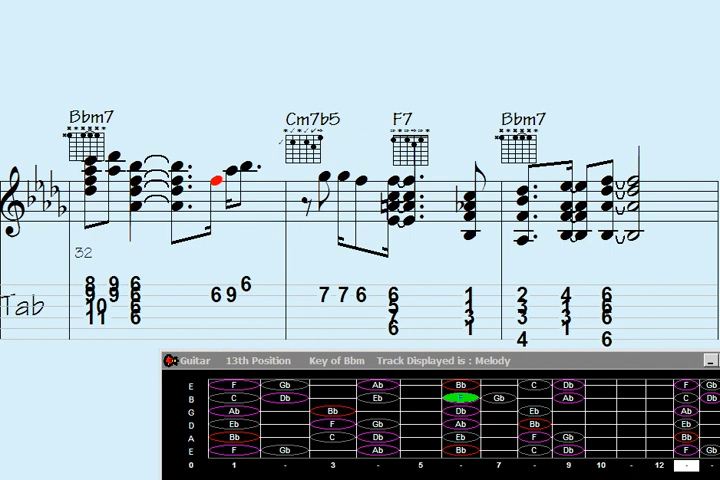 Bbm7 Cm7b5 F7 Bbm7
32
8 9 6 6
9 9 6 6 9 7 7 6 6 1 2 4 6
9 6 5 1 3 1 6
10 6 7 3 3 3 6
11 6 3 1
6 1 4 6
Tab
Guitar 13th Position Key of Bbm Track Displayed is : Melody
E F Gb Ab Bb C Db F Gb
B C Db Eb Gb Ab C Db
G Ab Bb Db Eb Ab
D Eb F Gb Ab Bb Eb
A Bb C Db Eb F Gb Bb
E F Gb Ab Bb C Db F Gb
0 1 - 3 - 5 - 7 - 9 10 - 12 - -